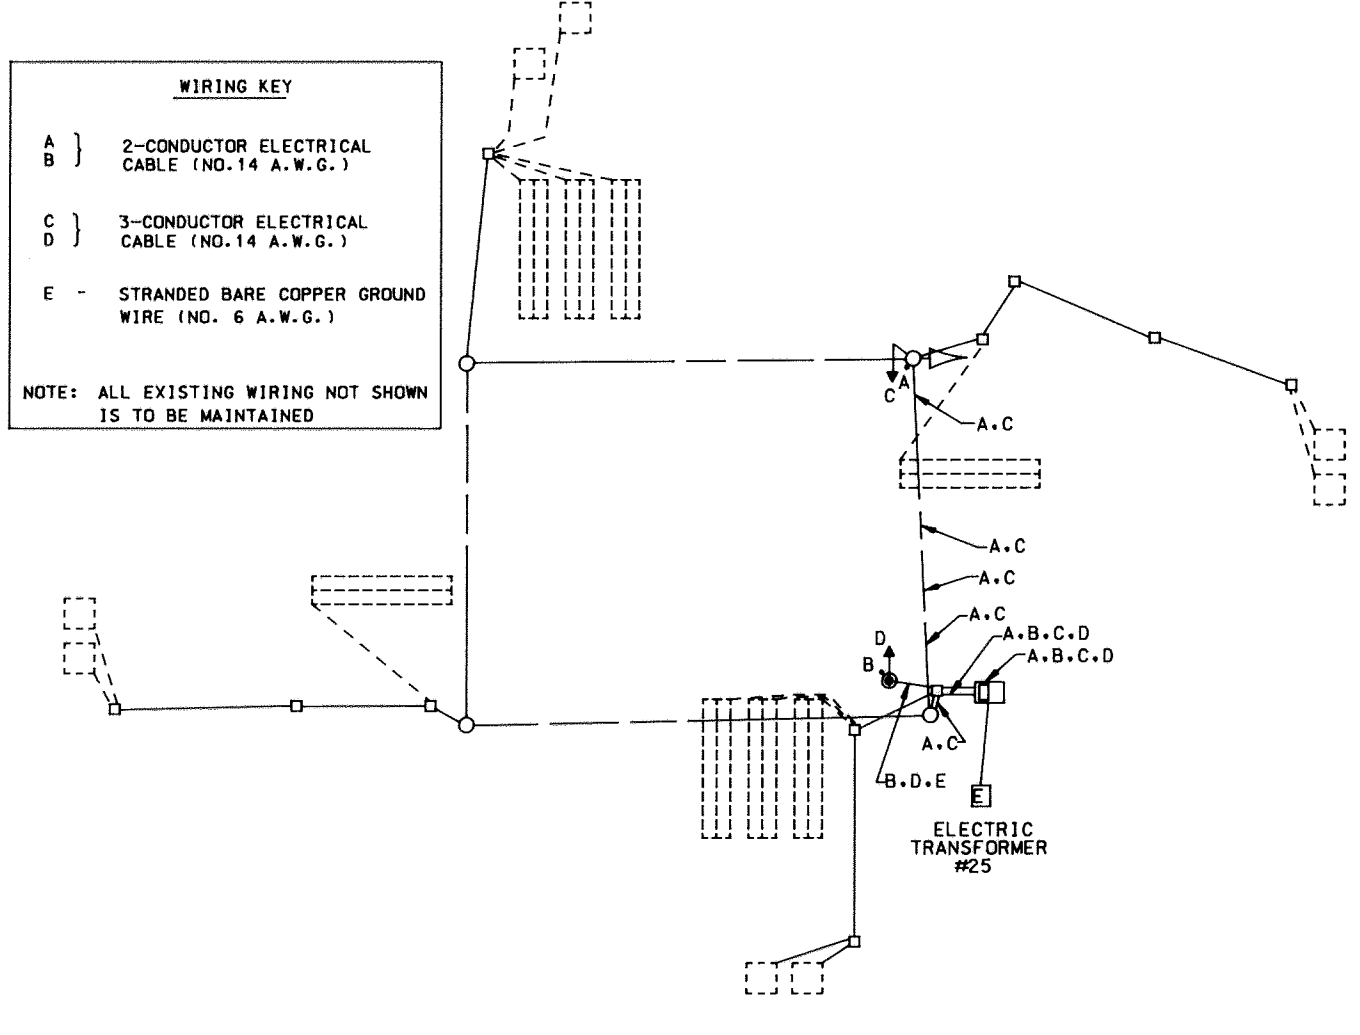 WIRING KEY
A } 2-CONDUCTOR ELECTRICAL
B CABLE (NO.14 A.W.G.)
C } 3-CONDUCTOR ELECTRICAL
D CABLE (NO.14 A.W.G.)
E - STRANDED BARE COPPER GROUND
WIRE (NO. 6 A.W.G.)
NOTE: ALL EXISTING WIRING NOT SHOWN
IS TO BE MAINTAINED
A
C
A.C
A.C
A.C
A.C
A.B.C.D
A.B.C.D
D
B
A.C
B.D.E
E
ELECTRIC
TRANSFORMER
#25